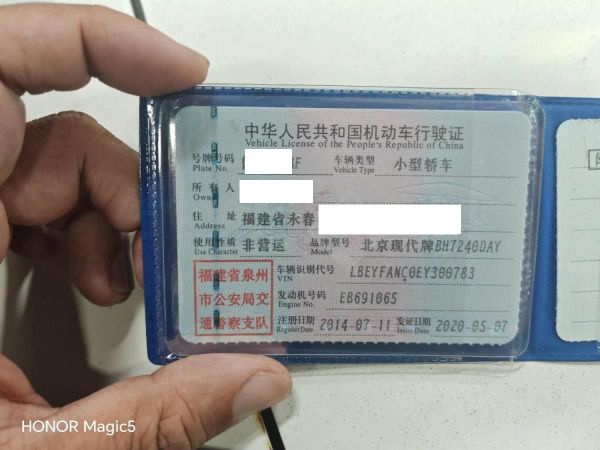 中华人民共和国机动车行驶证
Vehicle License of the People's Republic of China
号牌号码 F 车辆类型 小型轿车
Plate No. Vehicle Type
所有人
Owne
住址 福建省永春
Address
使用性质 非营运 品牌型号 北京现代牌BH7240DAY
Use Character Model
福建省泉州
市公安局交
通警察支队
车辆识别代号 LBEYFANC0EY300783
VIN
发动机号码 EB691065
Engine No.
注册日期 2014-07-11 发证日期 2020-05-07
Register Date Issue Date
HONOR Magic5